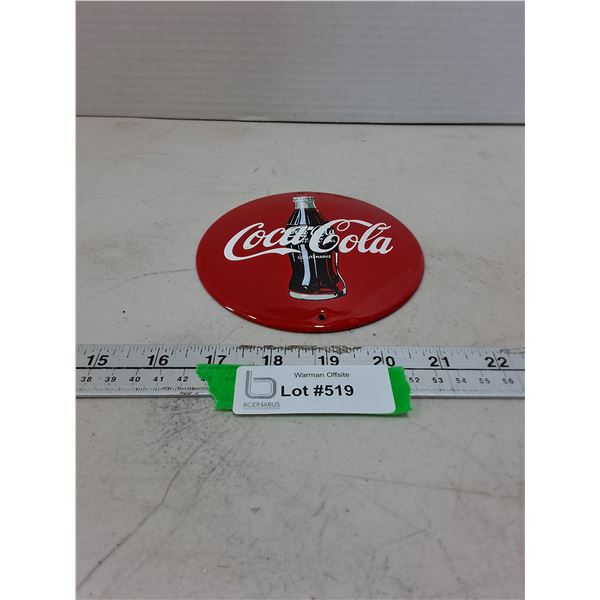 Coca-Cola
15 16 17 18 19 20 21 22
38 39 40 41 42 52 53 54 55 56
Warman Offsite
Lot #519
BODNARUS